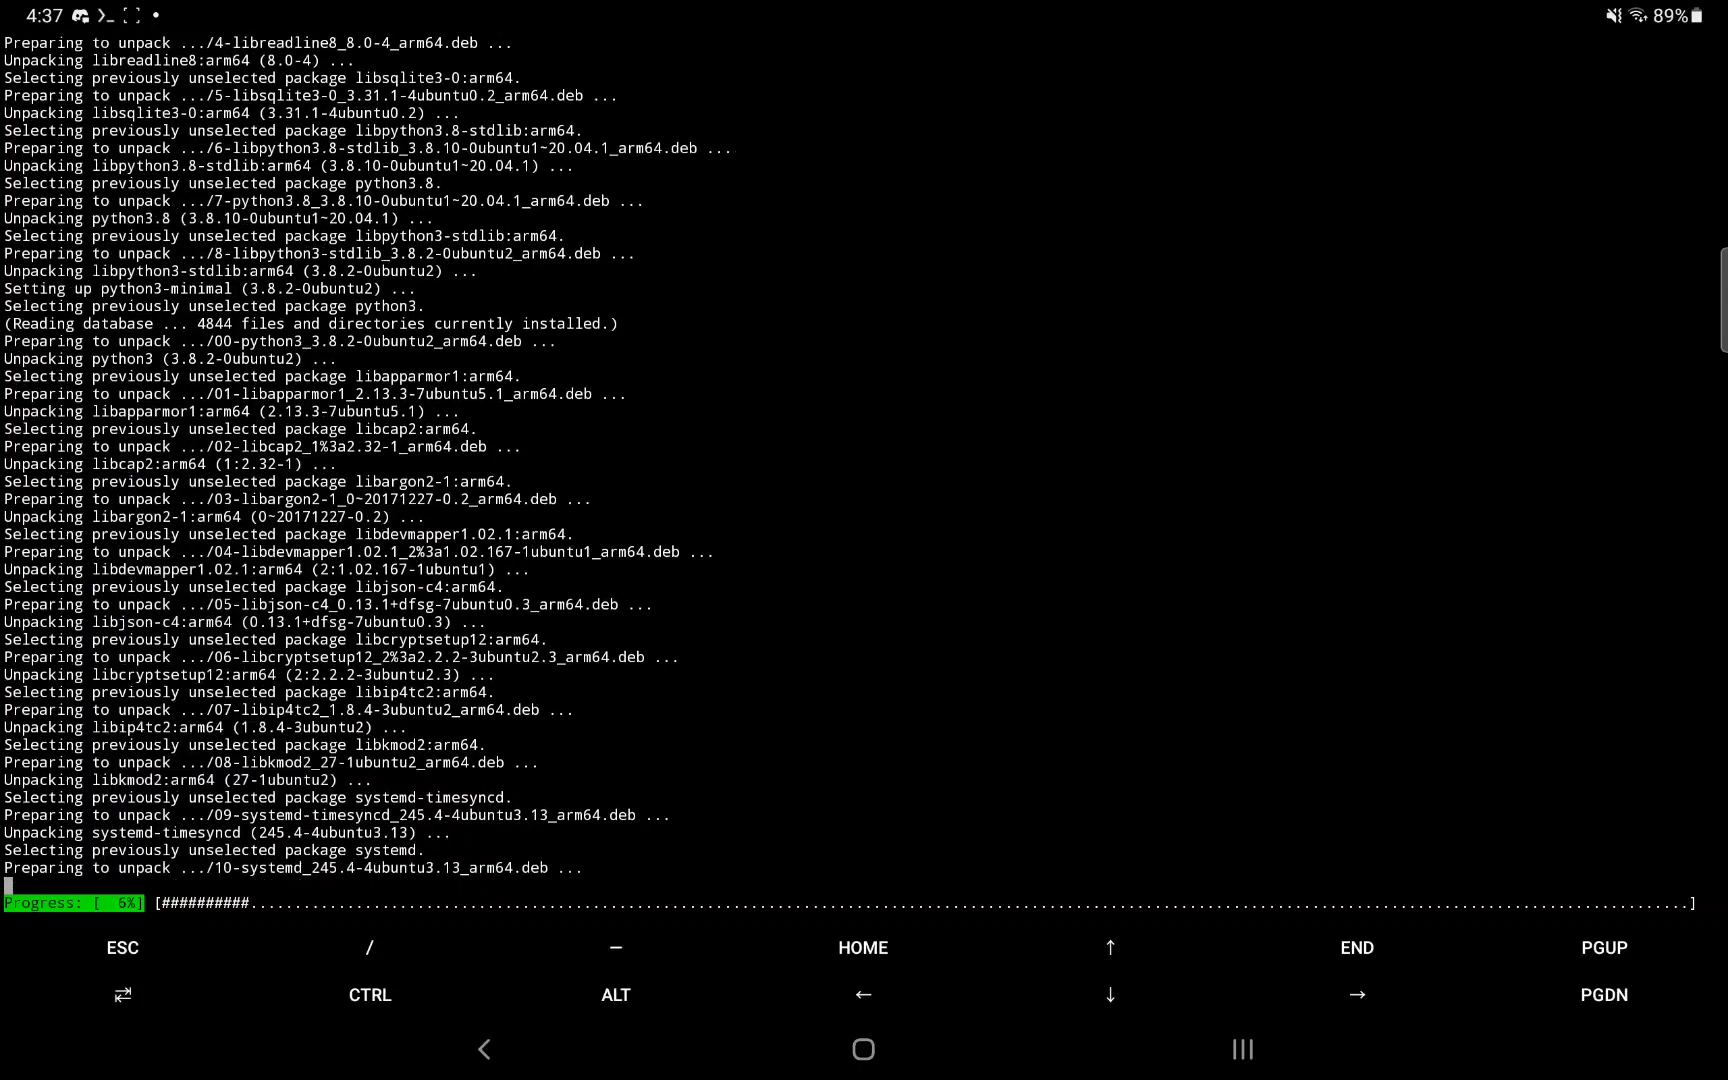 4:37
89%
Preparing to unpack .../4-libreadline8_8.0-4_arm64.deb ...
Unpacking libreadline8:arm64 (8.0-4) ...
Selecting previously unselected package libsqlite3-0:arm64.
Preparing to unpack .../5-libsqlite3-0_3.31.1-4ubuntu0.2_arm64.deb ...
Unpacking libsqlite3-0:arm64 (3.31.1-4ubuntu0.2) ...
Selecting previously unselected package libpython3.8-stdlib:arm64.
Preparing to unpack .../6-libpython3.8-stdlib_3.8.10-0ubuntu1~20.04.1_arm64.deb ...
Unpacking libpython3.8-stdlib:arm64 (3.8.10-0ubuntu1~20.04.1) ...
Selecting previously unselected package python3.8.
Preparing to unpack .../7-python3.8_3.8.10-0ubuntu1~20.04.1_arm64.deb ...
Unpacking python3.8 (3.8.10-0ubuntu1~20.04.1) ...
Selecting previously unselected package libpython3-stdlib:arm64.
Preparing to unpack .../8-libpython3-stdlib_3.8.2-0ubuntu2_arm64.deb ...
Unpacking libpython3-stdlib:arm64 (3.8.2-0ubuntu2) ...
Setting up python3-minimal (3.8.2-0ubuntu2) ...
Selecting previously unselected package python3.
(Reading database ... 4844 files and directories currently installed.)
Preparing to unpack .../00-python3_3.8.2-0ubuntu2_arm64.deb ...
Unpacking python3 (3.8.2-0ubuntu2) ...
Selecting previously unselected package libapparmor1:arm64.
Preparing to unpack .../01-libapparmor1_2.13.3-7ubuntu5.1_arm64.deb ...
Unpacking libapparmor1:arm64 (2.13.3-7ubuntu5.1) ...
Selecting previously unselected package libcap2:arm64.
Preparing to unpack .../02-libcap2_1%3a2.32-1_arm64.deb ...
Unpacking libcap2:arm64 (1:2.32-1) ...
Selecting previously unselected package libargon2-1:arm64.
Preparing to unpack .../03-libargon2-1_0~20171227-0.2_arm64.deb ...
Unpacking libargon2-1:arm64 (0~20171227-0.2) ...
Selecting previously unselected package libdevmapper1.02.1:arm64.
Preparing to unpack .../04-libdevmapper1.02.1_2%3a1.02.167-1ubuntu1_arm64.deb ...
Unpacking libdevmapper1.02.1:arm64 (2:1.02.167-1ubuntu1) ...
Selecting previously unselected package libjson-c4:arm64.
Preparing to unpack .../05-libjson-c4_0.13.1+dfsg-7ubuntu0.3_arm64.deb ...
Unpacking libjson-c4:arm64 (0.13.1+dfsg-7ubuntu0.3) ...
Selecting previously unselected package libcryptsetup12:arm64.
Preparing to unpack .../06-libcryptsetup12_2%3a2.2.2-3ubuntu2.3_arm64.deb ...
Unpacking libcryptsetup12:arm64 (2:2.2.2-3ubuntu2.3) ...
Selecting previously unselected package libip4tc2:arm64.
Preparing to unpack .../07-libip4tc2_1.8.4-3ubuntu2_arm64.deb ...
Unpacking libip4tc2:arm64 (1.8.4-3ubuntu2) ...
Selecting previously unselected package libkmod2:arm64.
Preparing to unpack .../08-libkmod2_27-1ubuntu2_arm64.deb ...
Unpacking libkmod2:arm64 (27-1ubuntu2) ...
Selecting previously unselected package systemd-timesyncd.
Preparing to unpack .../09-systemd-timesyncd_245.4-4ubuntu3.13_arm64.deb ...
Unpacking systemd-timesyncd (245.4-4ubuntu3.13) ...
Selecting previously unselected package systemd.
Preparing to unpack .../10-systemd_245.4-4ubuntu3.13_arm64.deb ...
Progress: [  6%] [##########....................................................................................................................................................................]
ESC / — HOME ↑ END PGUP
⇄ CTRL ALT ← ↓ → PGDN